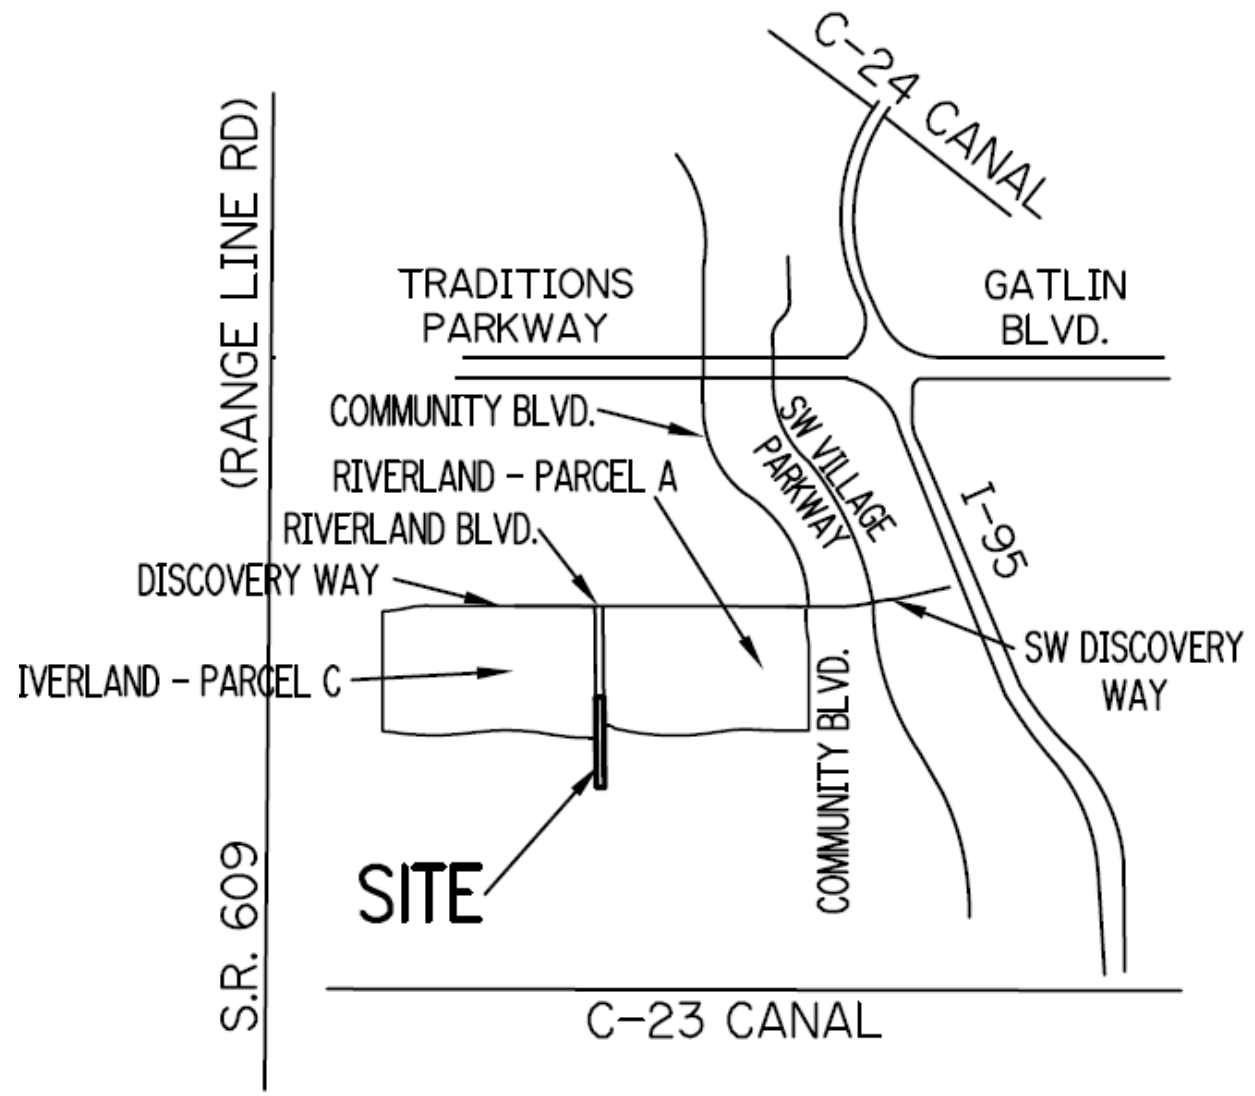 C-24 CANAL
(RANGE LINE RD)
TRADITIONS
PARKWAY
GATLIN
BLVD.
COMMUNITY BLVD.
SW VILLAGE
PARKWAY
RIVERLAND - PARCEL A
I-95
RIVERLAND BLVD.
DISCOVERY WAY
SW DISCOVERY
WAY
IVERLAND - PARCEL C
COMMUNITY BLVD.
SITE
S.R. 609
C-23 CANAL